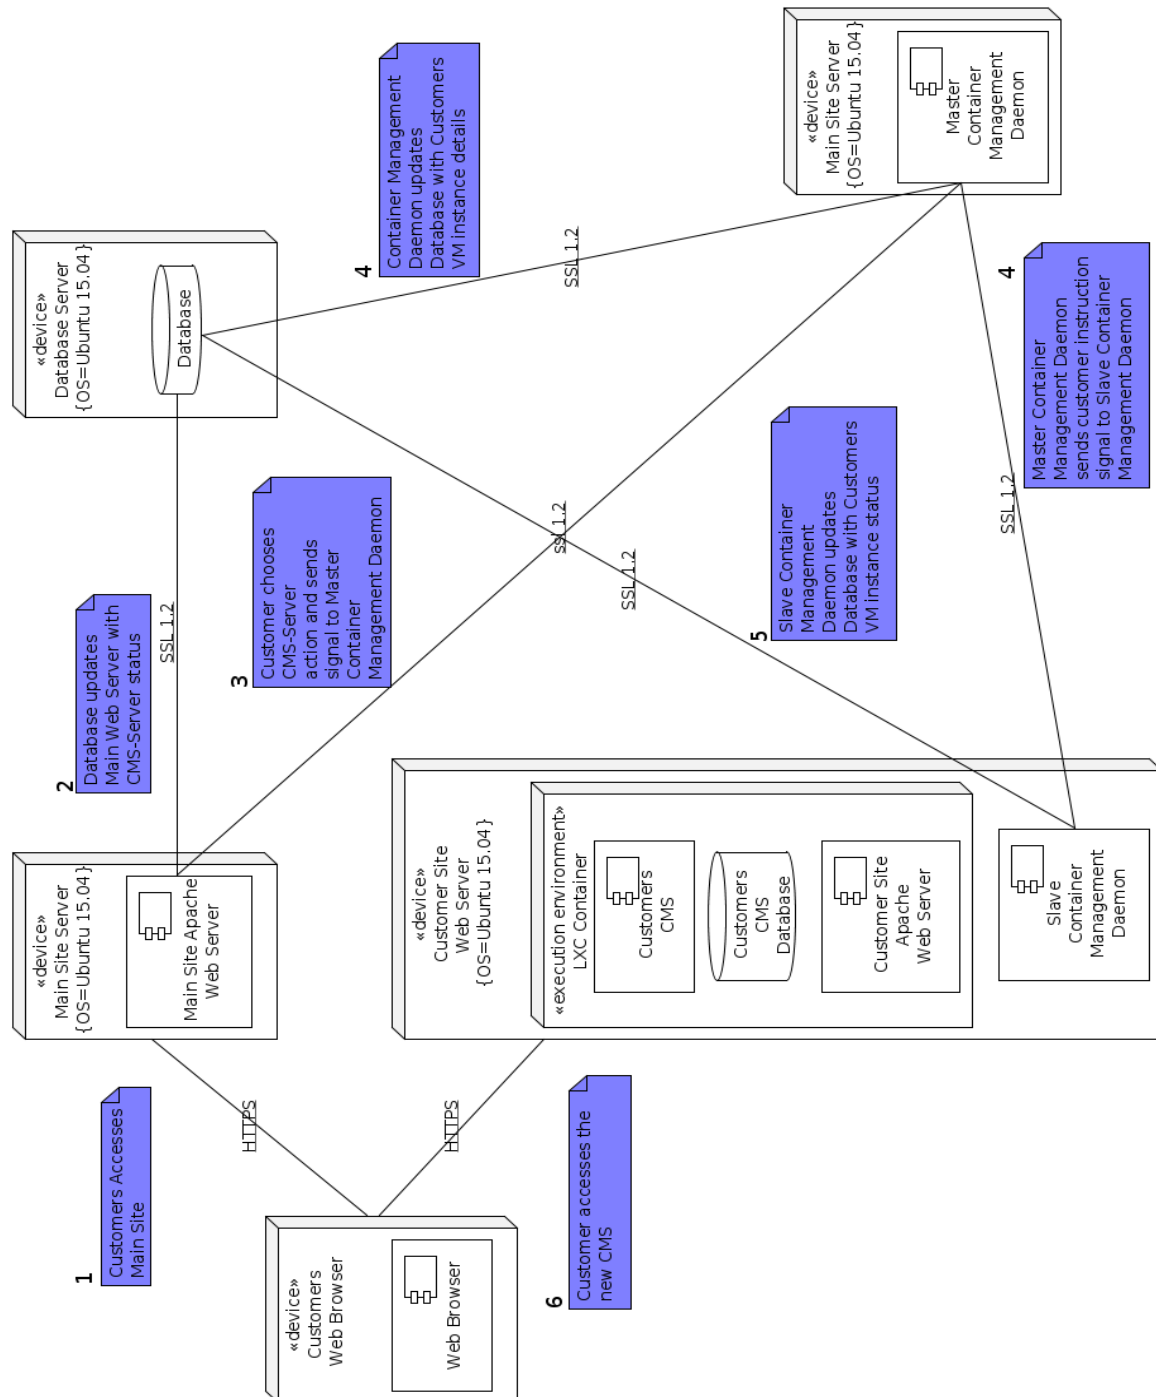 1
Customers Accesses
Main Site
«device»
Customers
Web Browser
Web Browser
HTTPS
HTTPS
6
Customer accesses the
new CMS
«device»
Main Site Server
{OS=Ubuntu 15.04}
Main Site Apache
Web Server
2
Database updates
Main Web Server with
CMS-Server status
SSL 1.2
3
Customer chooses
CMS-Server
action and sends
signal to Master
Container
Management Daemon
«device»
Customer Site
Web Server
{OS=Ubuntu 15.04}
«execution environment»
LXC Container
Customers
CMS
Customers
CMS
Database
Customer Site
Apache
Web Server
Slave
Container
Management
Daemon
«device»
Database Server
{OS=Ubuntu 15.04}
Database
ssl 1.2
SSL 1.2
5
Slave Container
Management
Daemon updates
Database with Customers
VM instance status
4
Container Management
Daemon updates
Database with Customers
VM instance details
SSL 1.2
SSL 1.2
4
Master Container
Management Daemon
sends customer instruction
signal to Slave Container
Management Daemon
«device»
Main Site Server
{OS=Ubuntu 15.04}
Master
Container
Management
Daemon